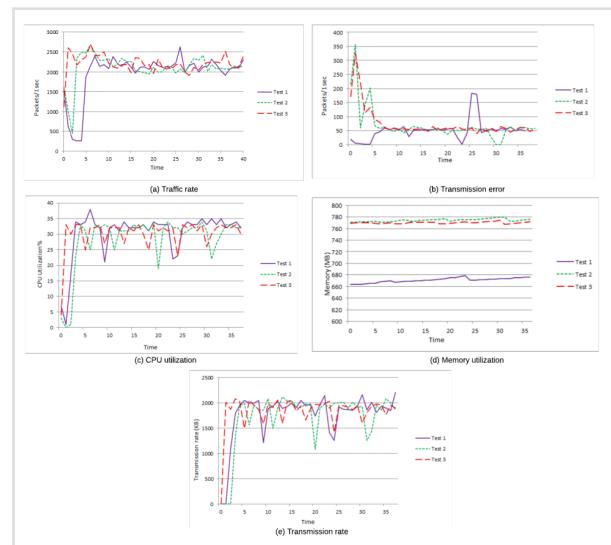 3000
2500
2000
1500
1000
500
0
Packets/1sec
0 5 10 15 20 25 30 35 40
Time
Test 1
Test 2
Test 3
(a) Traffic rate
400
350
300
250
200
150
100
50
0
Packets/1sec
0 5 10 15 20 25 30 35
Time
Test 1
Test 2
Test 3
(b) Transmission error
40
35
30
25
20
15
10
5
0
CPU Utilization%
0 5 10 15 20 25 30 35
Time
Test 1
Test 2
Test 3
(c) CPU utilization
800
780
760
740
720
700
680
660
600
Memory (MB)
0 5 10 15 20 25 30 35
Time
Test 1
Test 2
Test 3
(d) Memory utilization
2500
2000
1500
1000
500
0
Transmission rate(KB)
0 5 10 15 20 25 30 35
Time
Test 1
Test 2
Test 3
(e) Transmission rate